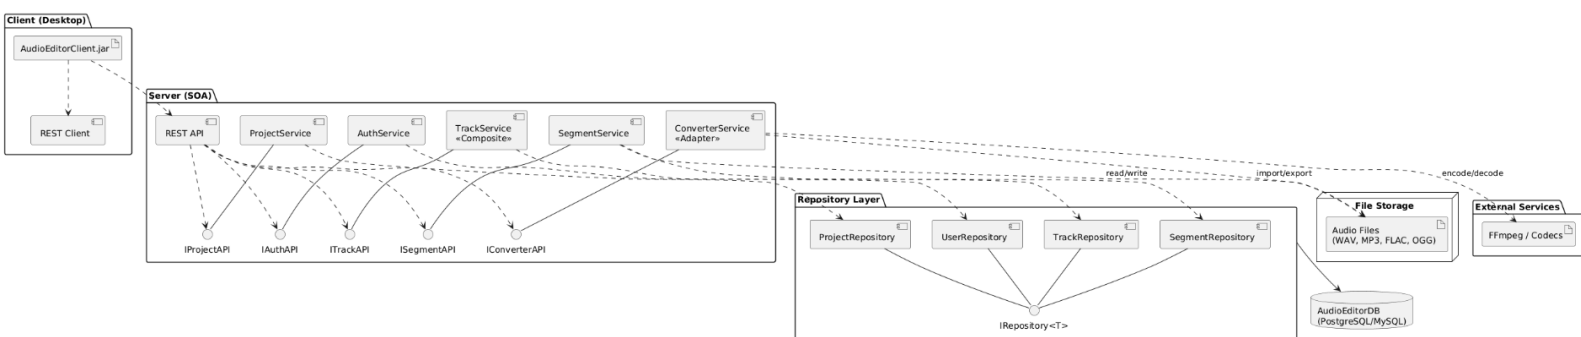 Client (Desktop)
AudioEditorClient.jar
REST Client
Server (SOA)
REST API
ProjectService
AuthService
TrackService
«Composite»
SegmentService
ConverterService
«Adapter»
IProjectAPI
IAuthAPI
ITrackAPI
ISegmentAPI
IConverterAPI
read/write
import/export
encode/decode
Repository Layer
ProjectRepository
UserRepository
TrackRepository
SegmentRepository
IRepository<T>
File Storage
Audio Files
(WAV, MP3, FLAC, OGG)
External Services
FFmpeg / Codecs
AudioEditorDB
(PostgreSQL/MySQL)